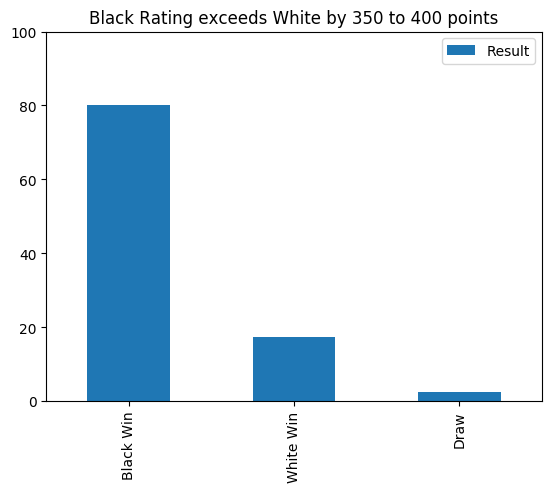 Black Rating exceeds White by 350 to 400 points
Result
100
80
60
40
20
0
Black Win
White Win
Draw